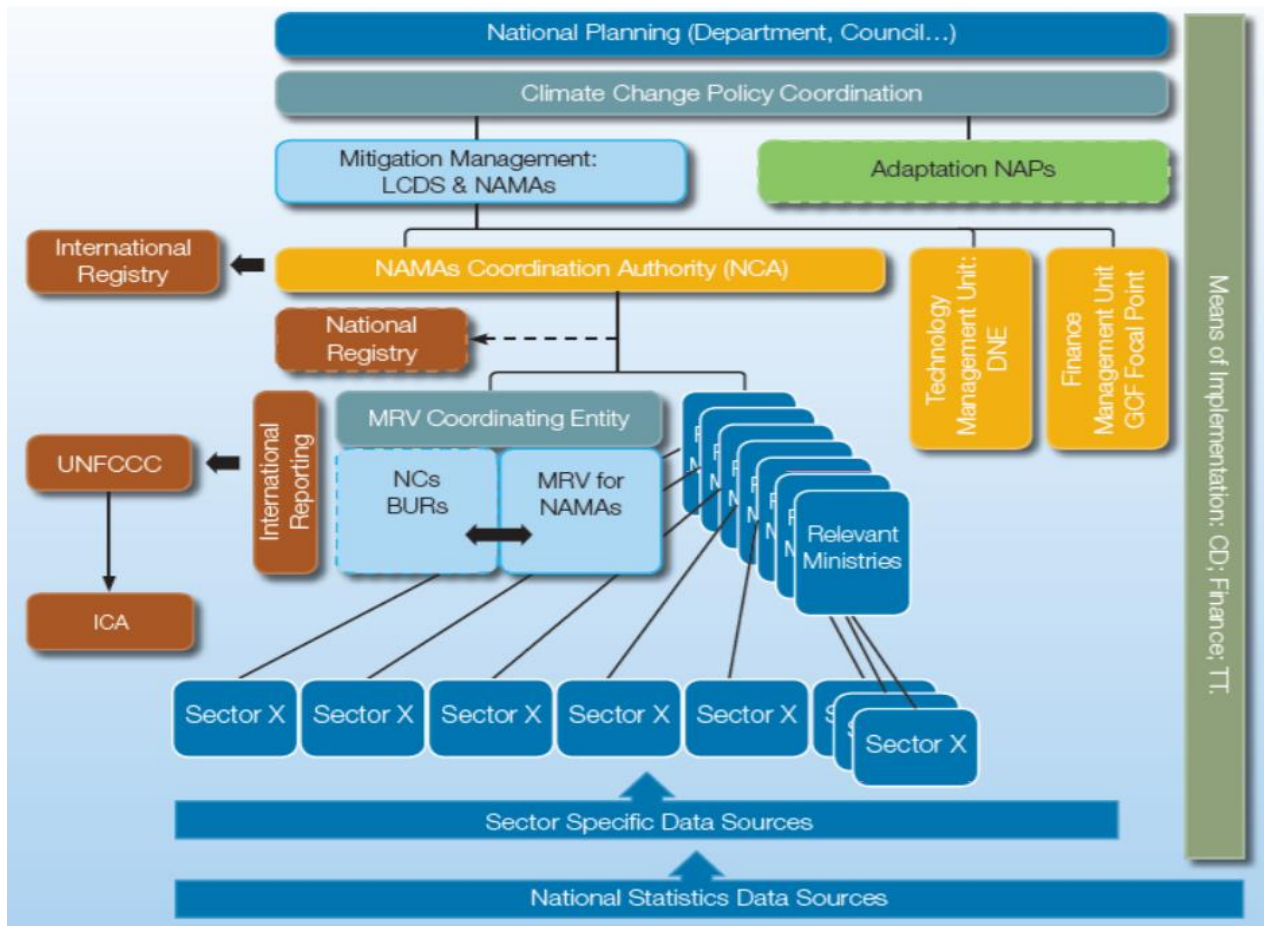 National Planning (Department, Council…)
Climate Change Policy Coordination
Mitigation Management:
LCDS & NAMAs
Adaptation NAPs
International
Registry
NAMAs Coordination Authority (NCA)
Technology
Management Unit:
DNE
Finance
Management Unit
GCF Focal Point
National
Registry
MRV Coordinating Entity
UNFCCC
International
Reporting
NCs
BURs
MRV for
NAMAs
Relevant
Ministries
ICA
Sector X
Sector X
Sector X
Sector X
Sector X
Sector X
Sector Specific Data Sources
National Statistics Data Sources
Means of Implementation: CD; Finance; TT.